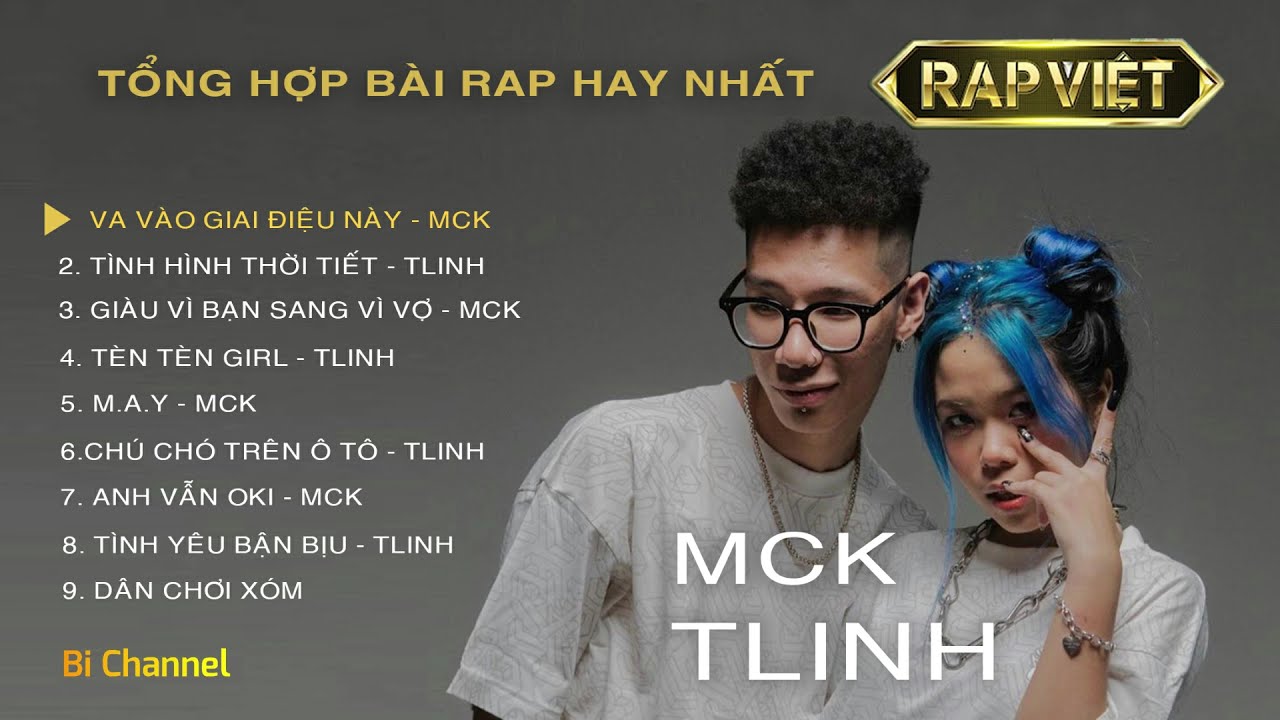 TỔNG HỢP BÀI RAP HAY NHẤT
RAP VIỆT
VA VÀO GIAI ĐIỆU NÀY - MCK
2. TÌNH HÌNH THỜI TIẾT - TLINH
3. GIÀU VÌ BẠN SANG VÌ VỢ - MCK
4. TÈN TÈN GIRL - TLINH
5. M.A.Y - MCK
6.CHÚ CHÓ TRÊN Ô TÔ - TLINH
7. ANH VẪN OKI - MCK
8. TÌNH YÊU BẬN BỊU - TLINH
9. DÂN CHƠI XÓM
MCK
TLINH
Bi Channel